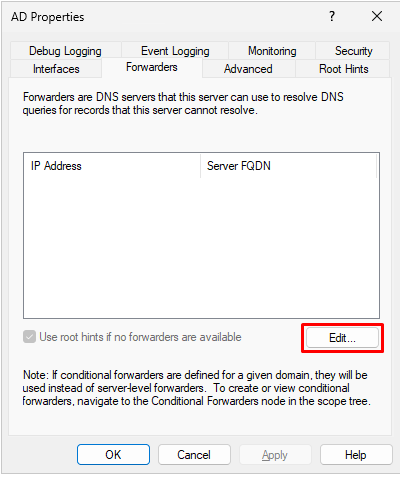 AD Properties
?
Debug Logging Event Logging Monitoring Security
Interfaces Forwarders Advanced Root Hints
Forwarders are DNS servers that this server can use to resolve DNS
queries for records that this server cannot resolve.
IP Address Server FQDN
Use root hints if no forwarders are available Edit...
Note: If conditional forwarders are defined for a given domain, they will be
used instead of server-level forwarders. To create or view conditional
forwarders, navigate to the Conditional Forwarders node in the scope tree.
OK Cancel Apply Help